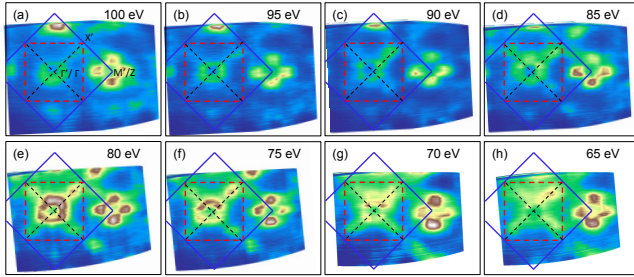 (a) 100 eV
(b) 95 eV
(c) 90 eV
(d) 85 eV
X'
Γ'/Γ M'/Z
(e) 80 eV
(f) 75 eV
(g) 70 eV
(h) 65 eV